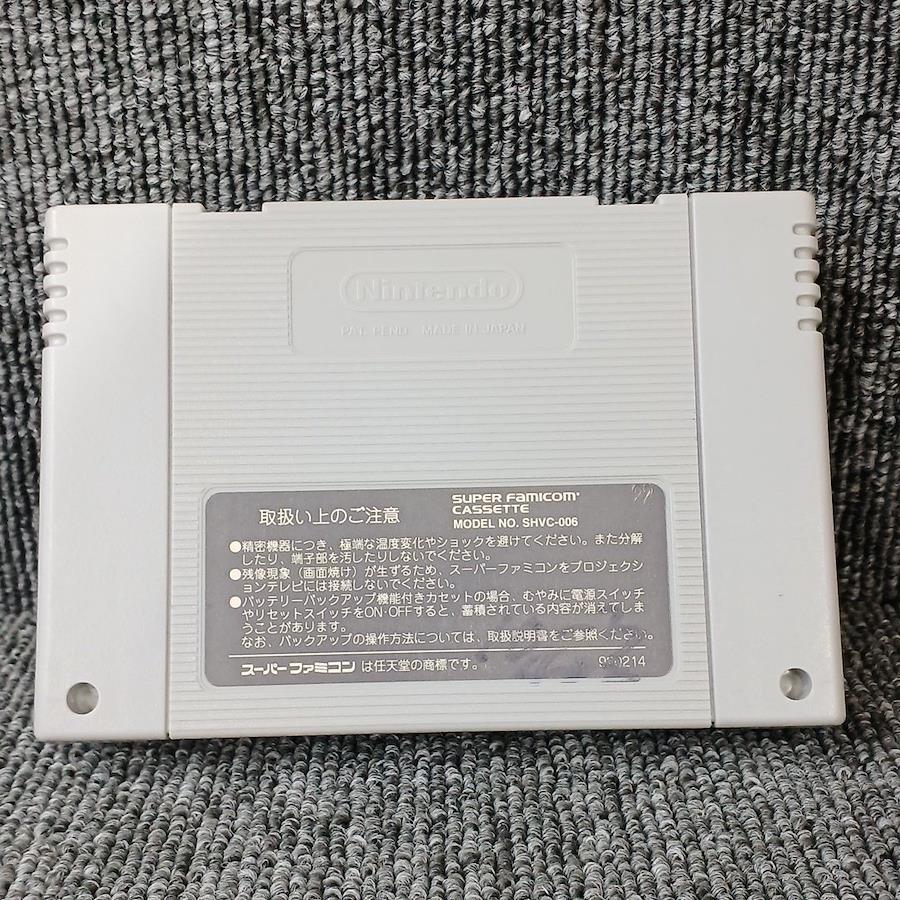 Nintendo
PAT. PEND. MADE IN JAPAN
取扱い上のご注意
SUPER FAMICOM®
CASSETTE
MODEL NO. SHVC-006
●精密機器につき、極端な温度変化やショックを避けてください。また分解
したり、端子部を汚したりしないでください。
●残像現象（画面焼け）が生ずるため、スーパーファミコンをプロジェクシ
ョンテレビには接続しないでください。
●バッテリーバックアップ機能付きカセットの場合、むやみに電源スイッチ
やリセットスイッチをON·OFFすると、蓄積されている内容が消えてしま
うことがあります。
なお、バックアップの操作方法については、取扱説明書をご参照ください。
スーパーファミコンは任天堂の商標です。